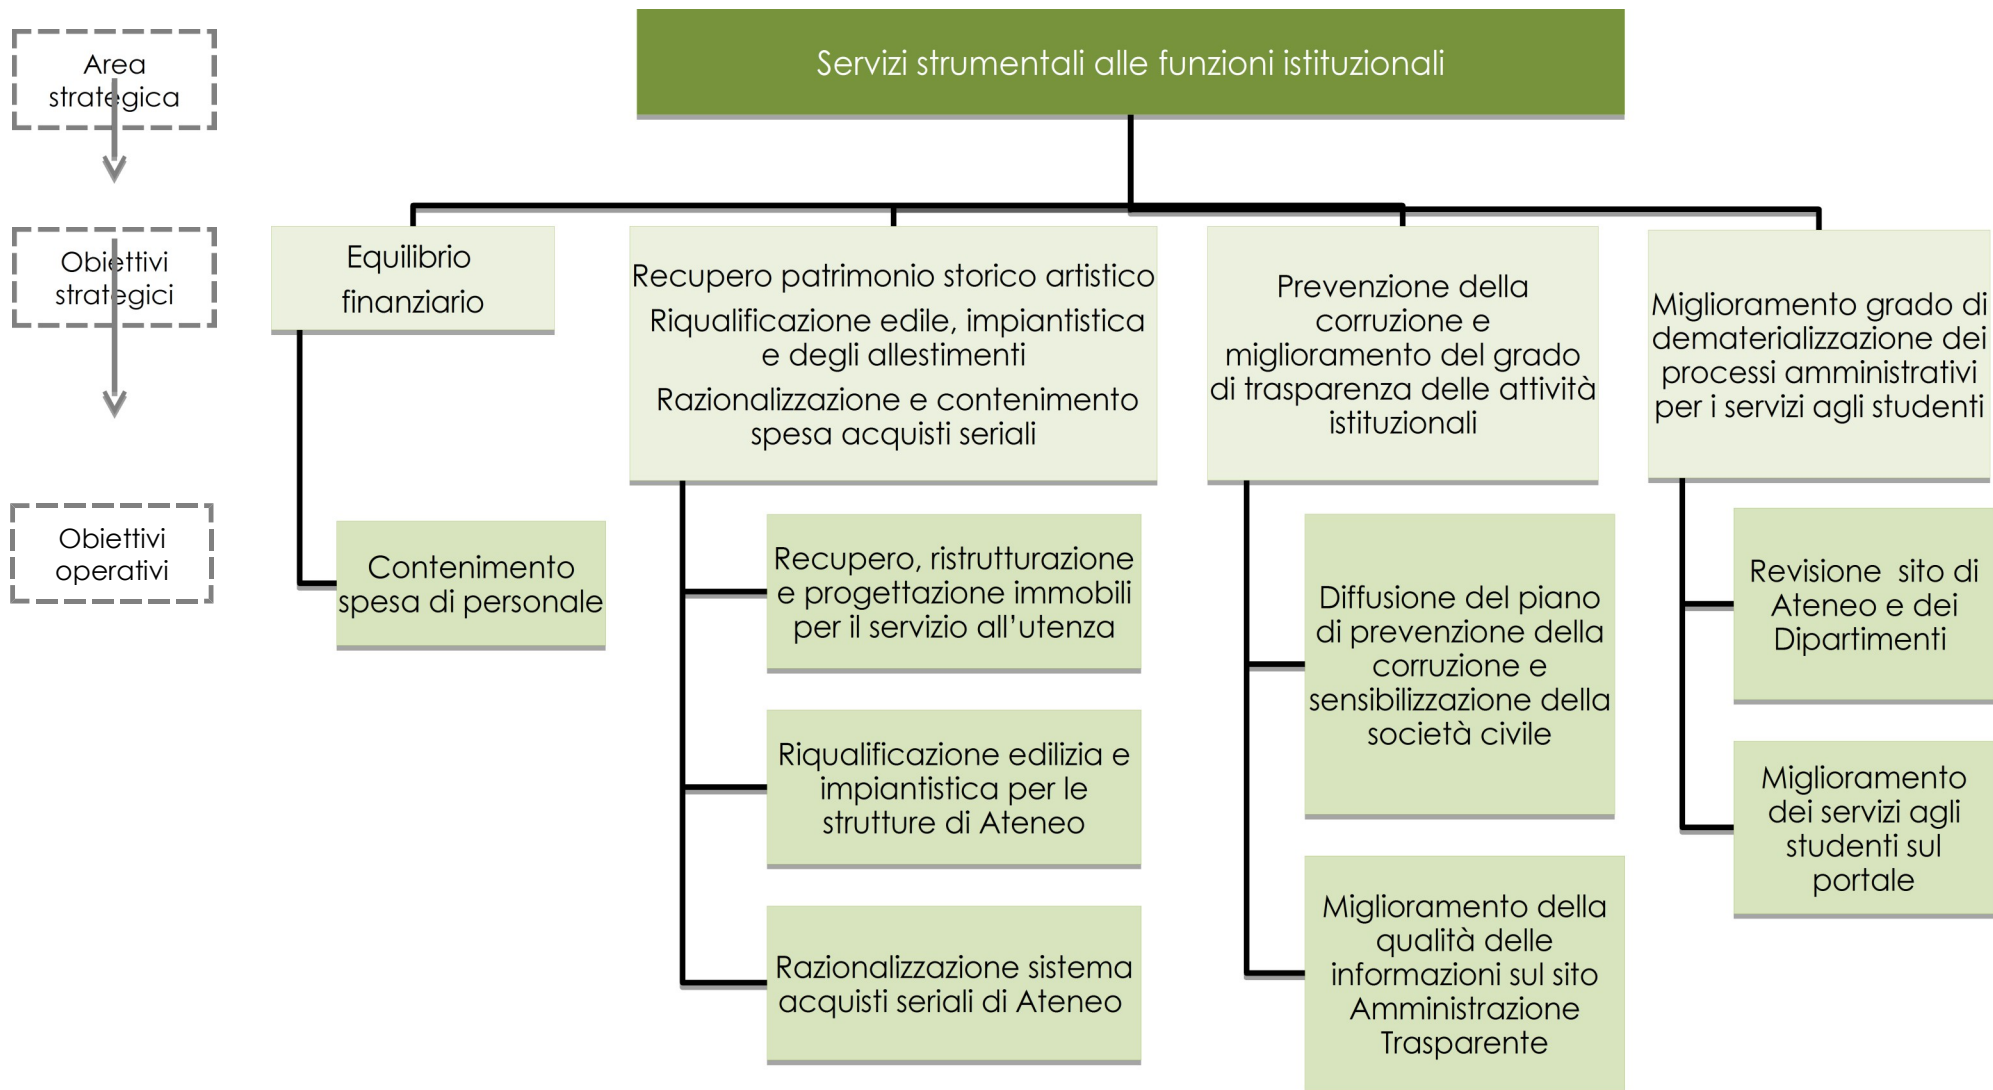 Area
strategica
Servizi strumentali alle funzioni istituzionali
Obiettivi
strategici
Equilibrio
finanziario
Recupero patrimonio storico artistico
Riqualificazione edile, impiantistica
e degli allestimenti
Razionalizzazione e contenimento
spesa acquisti seriali
Prevenzione della
corruzione e
miglioramento del grado
di trasparenza delle attività
istituzionali
Miglioramento grado di
dematerializzazione dei
processi amministrativi
per i servizi agli studenti
Obiettivi
operativi
Contenimento
spesa di personale
Recupero, ristrutturazione
e progettazione immobili
per il servizio all’utenza
Riqualificazione edilizia e
impiantistica per le
strutture di Ateneo
Razionalizzazione sistema
acquisti seriali di Ateneo
Diffusione del piano
di prevenzione della
corruzione e
sensibilizzazione della
società civile
Miglioramento della
qualità delle
informazioni sul sito
Amministrazione
Trasparente
Revisione  sito di
Ateneo e dei
Dipartimenti
Miglioramento
dei servizi agli
studenti sul
portale